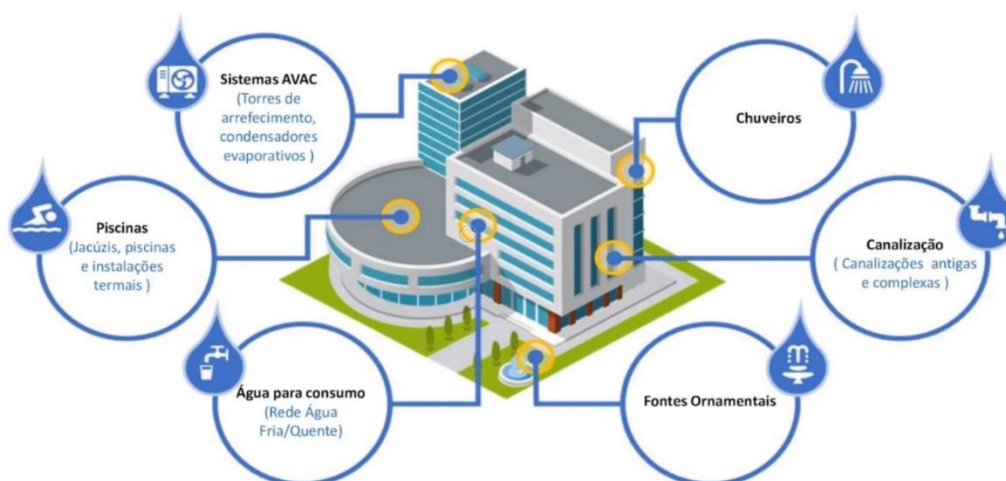 Sistemas AVAC
(Torres de
arrefecimento,
condensadores
evaporativos )
Chuveiros
Piscinas
(Jacúzis, piscinas
e instalações
termais )
Canalização
( Canalizações antigas
e complexas )
Água para consumo
(Rede Água
Fria/Quente)
Fontes Ornamentais